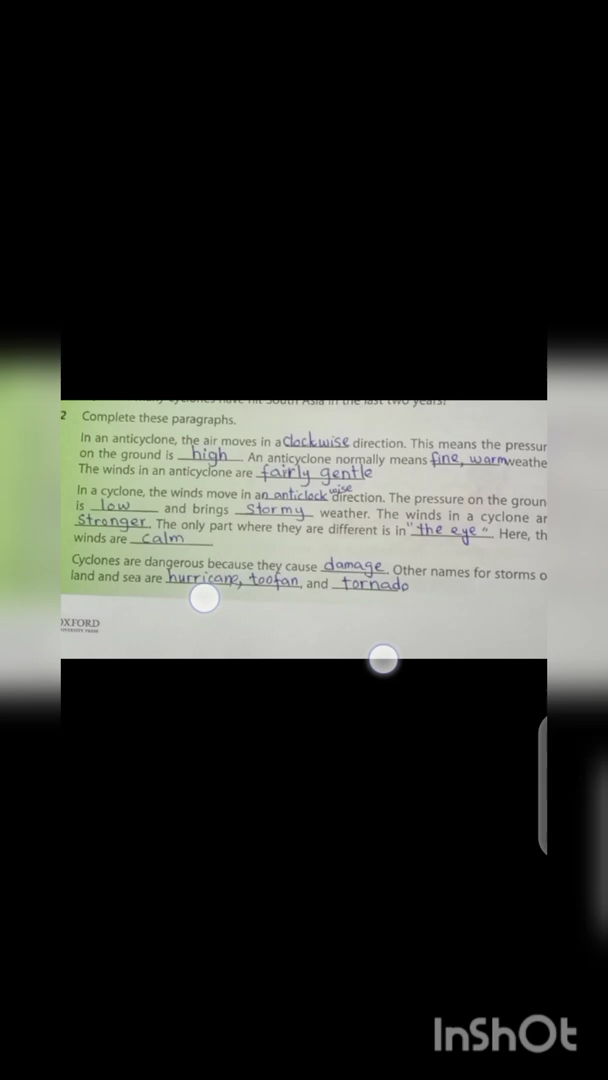 2 Complete these paragraphs.
In an anticyclone, the air moves in a clockwise direction. This means the pressur
on the ground is high. An anticyclone normally means fine, warm weathe
The winds in an anticyclone are fairly gentle
In a cyclone, the winds move in an anticlockwise direction. The pressure on the groun
is low and brings stormy weather. The winds in a cyclone ar
Stronger. The only part where they are different is in "the eye". Here, th
winds are calm
Cyclones are dangerous because they cause damage. Other names for storms o
land and sea are hurricane, toofan, and tornado
OXFORD
UNIVERSITY PRESS
InShOt